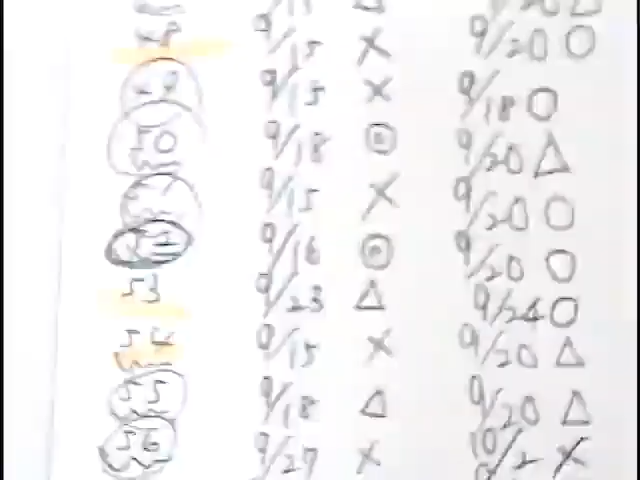 48 9/15 × 9/20 ○
49 9/15 × 9/18 ○
50 9/18 ◎ 9/20 △
9/15 × 9/20 ○
52 9/16 ◎ 9/20 ○
53 9/23 △ 9/24 ○
54 9/15 × 9/20 △
55 9/18 △ 9/20 △
56 9/27 × 10/2 ×